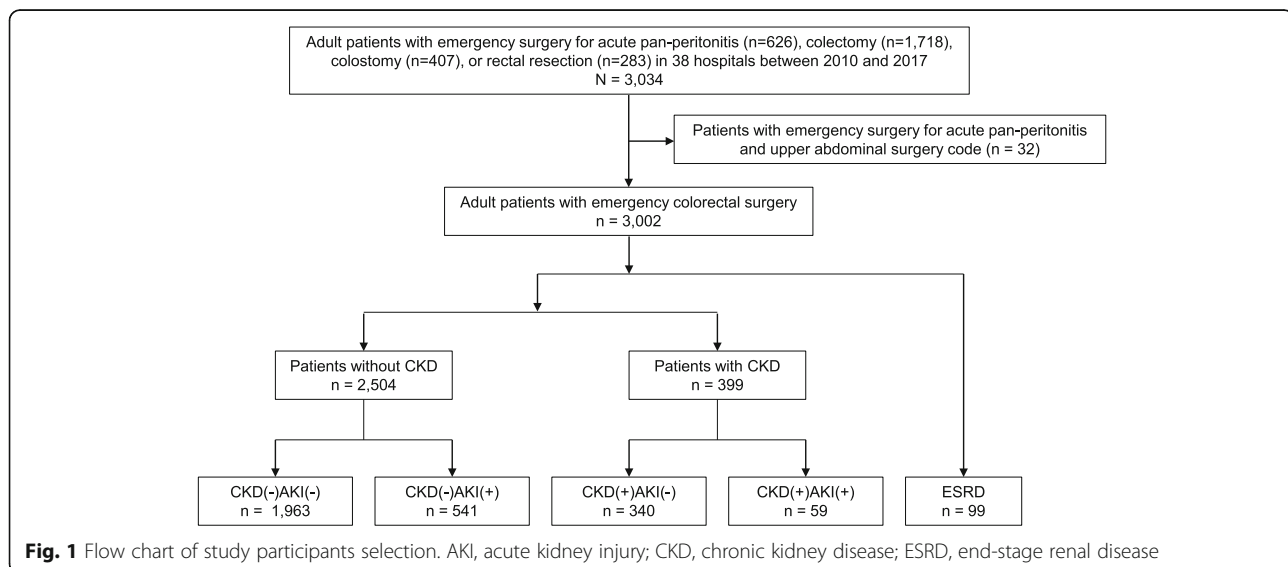 Adult patients with emergency surgery for acute pan-peritonitis (n=626), colectomy (n=1,718),
colostomy (n=407), or rectal resection (n=283) in 38 hospitals between 2010 and 2017
N = 3,034
Patients with emergency surgery for acute pan-peritonitis
and upper abdominal surgery code (n = 32)
Adult patients with emergency colorectal surgery
n = 3,002
Patients without CKD
n = 2,504
Patients with CKD
n = 399
CKD(-)AKI(-)
n = 1,963
CKD(-)AKI(+)
n = 541
CKD(+)AKI(-)
n = 340
CKD(+)AKI(+)
n = 59
ESRD
n = 99
Fig. 1 Flow chart of study participants selection. AKI, acute kidney injury; CKD, chronic kidney disease; ESRD, end-stage renal disease